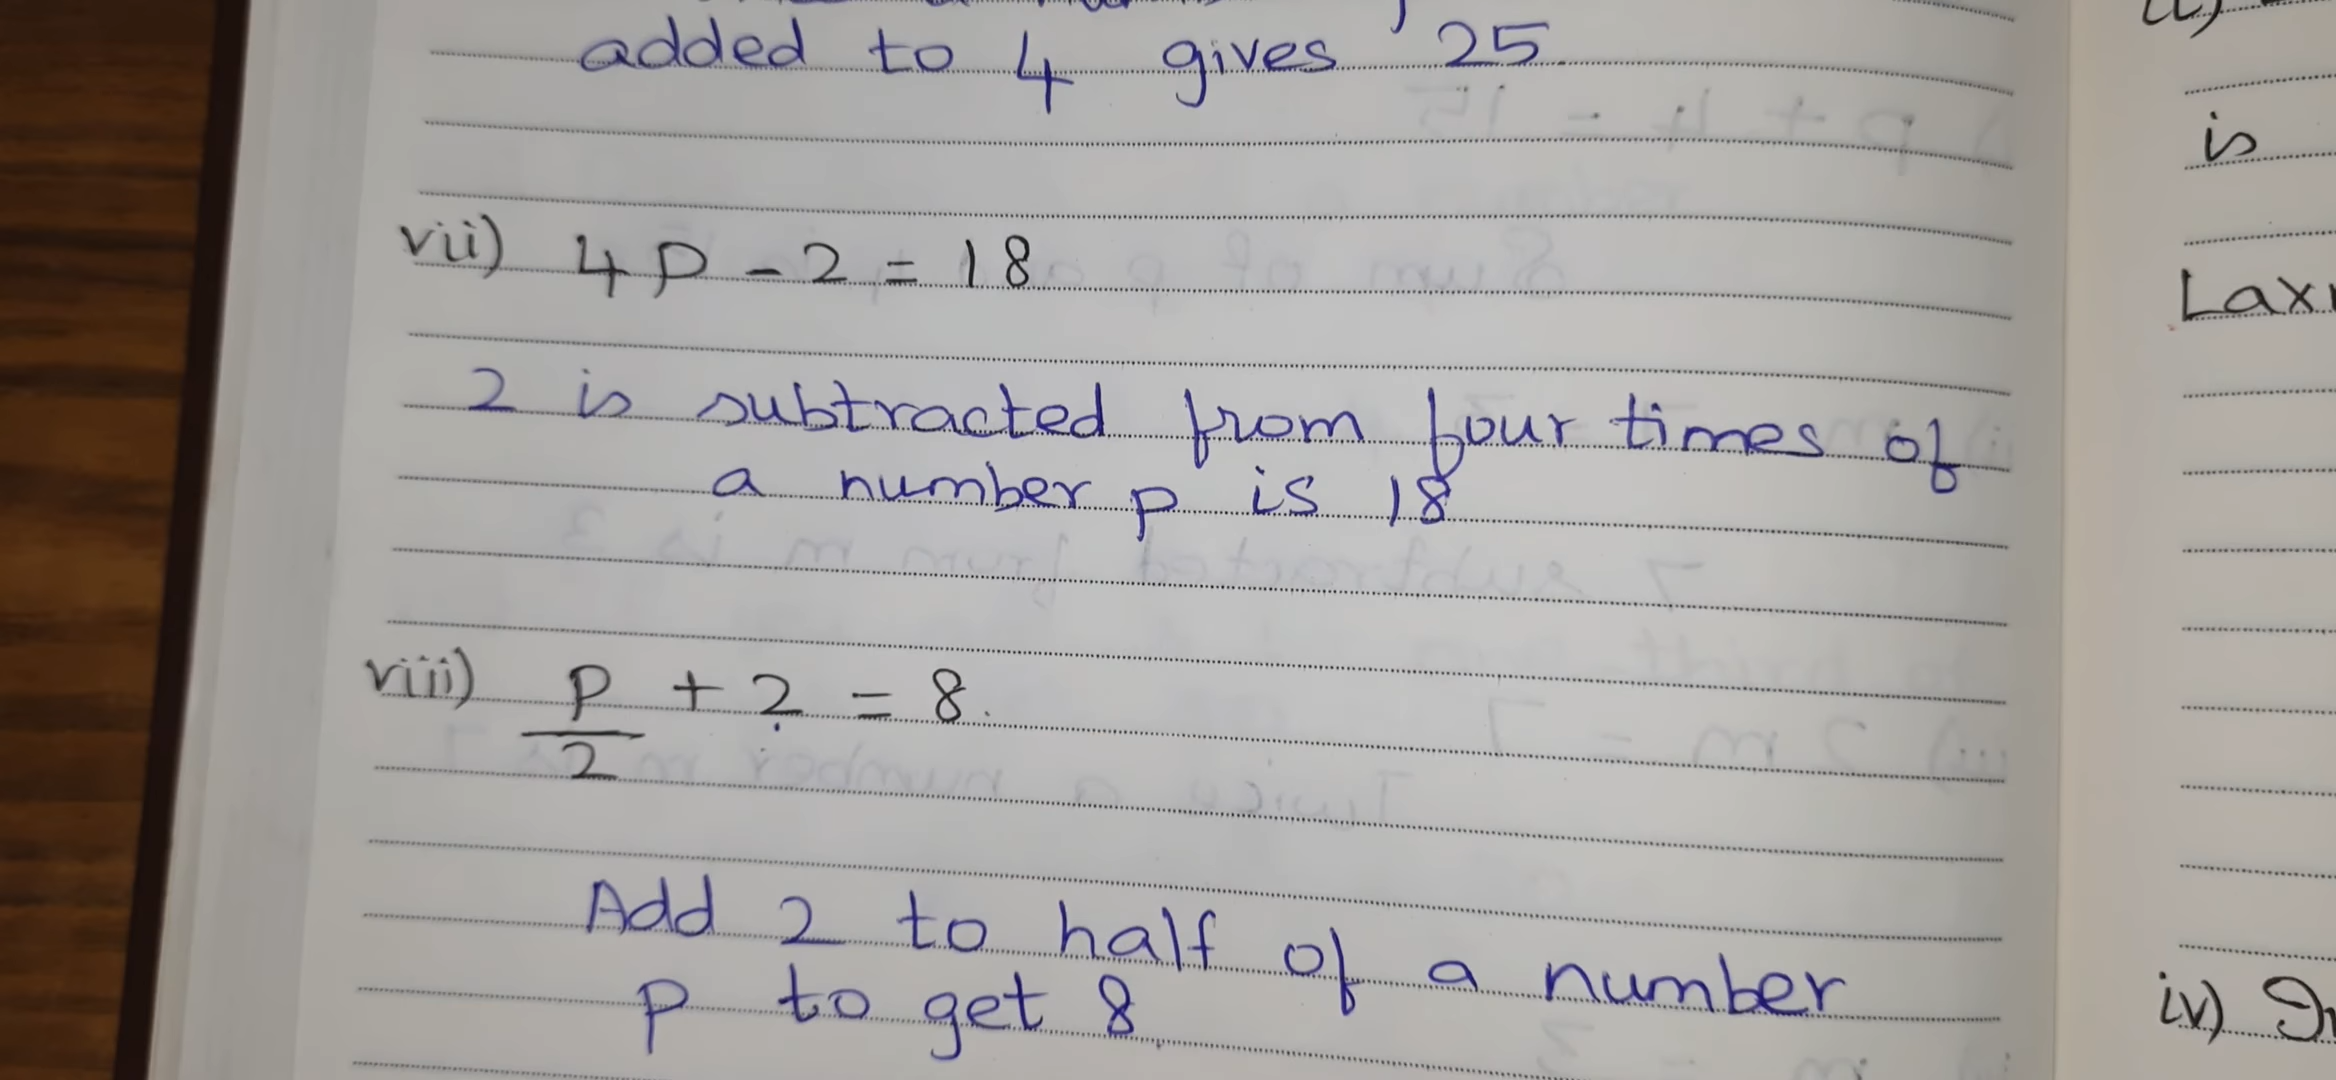 added to 4 gives 25
vii) 4p - 2 = 18
2 is subtracted from four times of
a number p is 18
viii) p/2 + 2 = 8.
Add 2 to half of a number
p to get 8
is
iv)